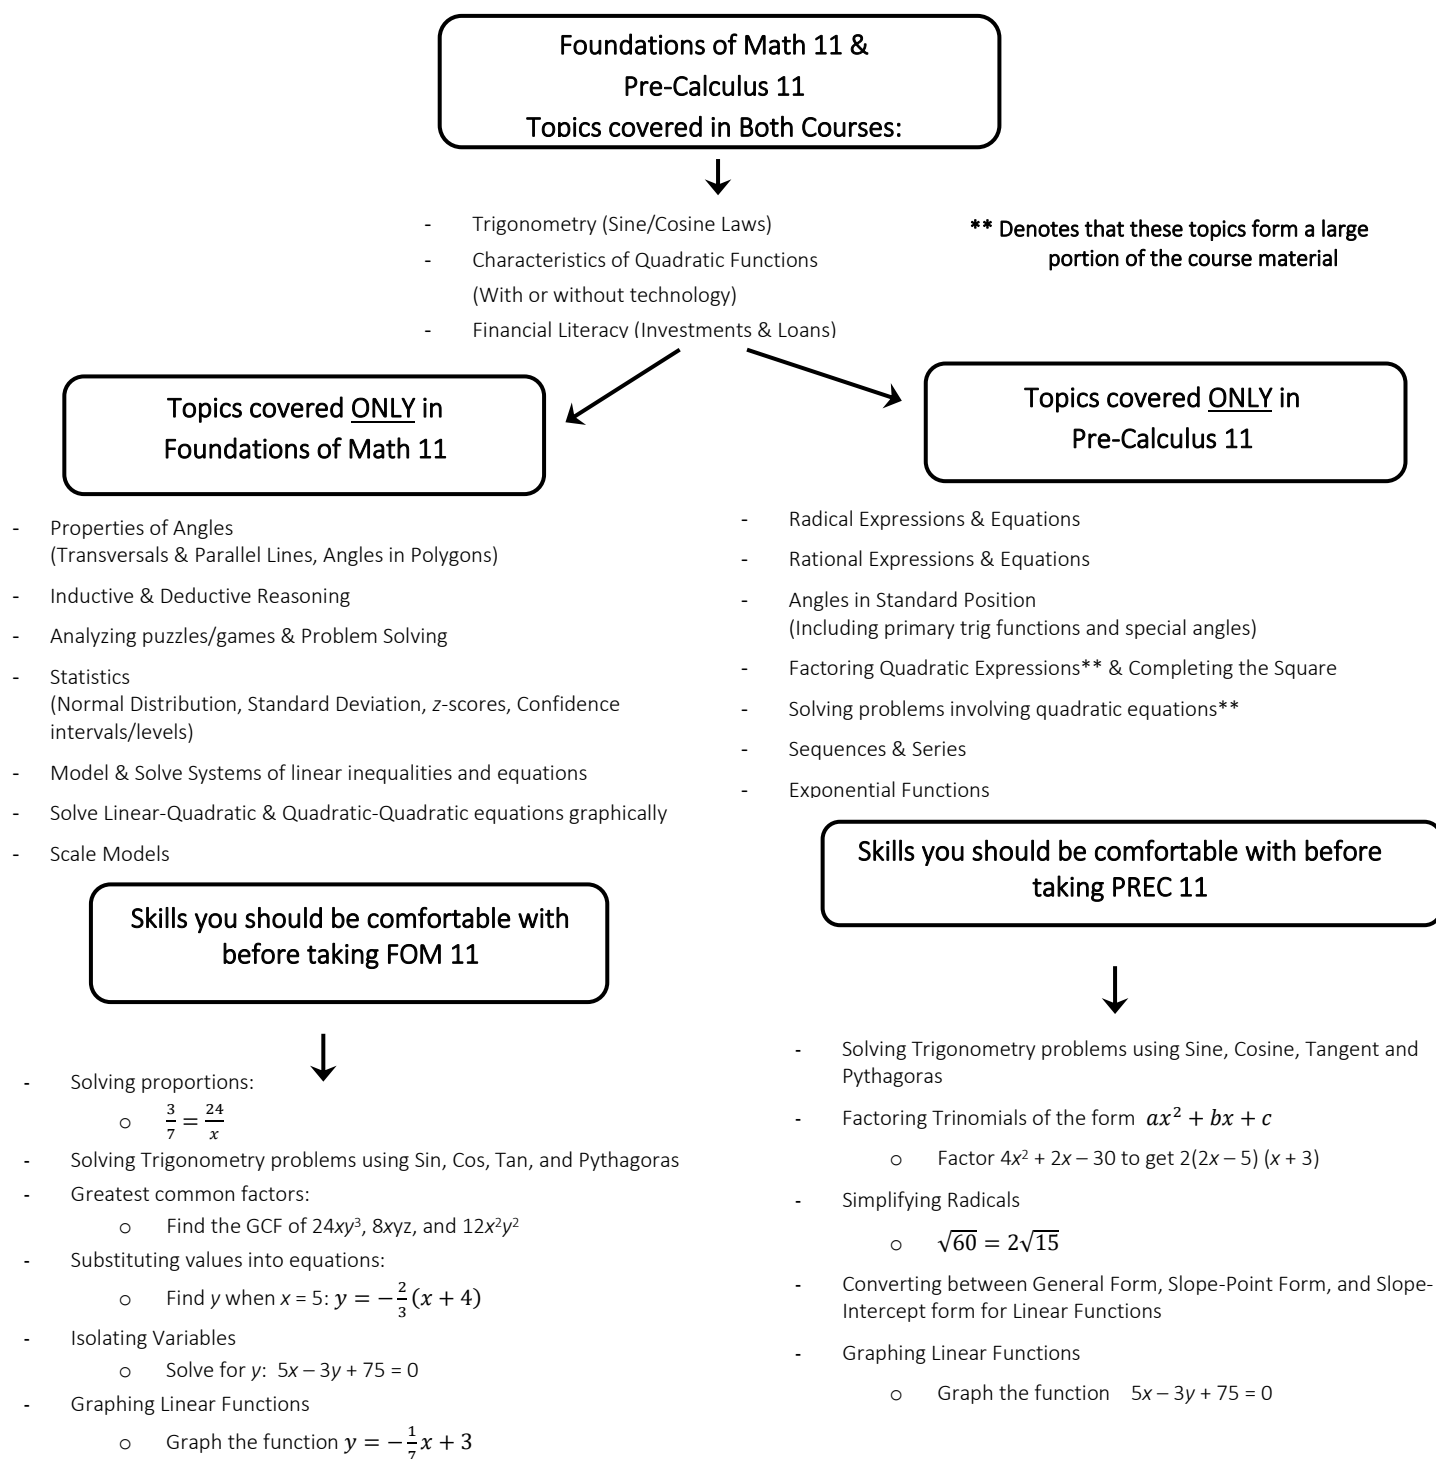 Foundations of Math 11 &
Pre-Calculus 11
Topics covered in Both Courses:
- Trigonometry (Sine/Cosine Laws)
- Characteristics of Quadratic Functions
(With or without technology)
- Financial Literacy (Investments & Loans)
** Denotes that these topics form a large
portion of the course material
Topics covered ONLY in
Foundations of Math 11
- Properties of Angles
(Transversals & Parallel Lines, Angles in Polygons)
- Inductive & Deductive Reasoning
- Analyzing puzzles/games & Problem Solving
- Statistics
(Normal Distribution, Standard Deviation, z-scores, Confidence
intervals/levels)
- Model & Solve Systems of linear inequalities and equations
- Solve Linear-Quadratic & Quadratic-Quadratic equations graphically
- Scale Models
Skills you should be comfortable with
before taking FOM 11
- Solving proportions:
o 3/7 = 24/x
- Solving Trigonometry problems using Sin, Cos, Tan, and Pythagoras
- Greatest common factors:
o Find the GCF of 24xy³, 8xyz, and 12x²y²
- Substituting values into equations:
o Find y when x = 5: y = −2/3(x + 4)
- Isolating Variables
o Solve for y: 5x – 3y + 75 = 0
- Graphing Linear Functions
o Graph the function y = −1/7x + 3
Topics covered ONLY in
Pre-Calculus 11
- Radical Expressions & Equations
- Rational Expressions & Equations
- Angles in Standard Position
(Including primary trig functions and special angles)
- Factoring Quadratic Expressions** & Completing the Square
- Solving problems involving quadratic equations**
- Sequences & Series
- Exponential Functions
Skills you should be comfortable with before
taking PREC 11
- Solving Trigonometry problems using Sine, Cosine, Tangent and
Pythagoras
- Factoring Trinomials of the form ax² + bx + c
o Factor 4x² + 2x – 30 to get 2(2x – 5) (x + 3)
- Simplifying Radicals
o √60 = 2√15
- Converting between General Form, Slope-Point Form, and Slope-
Intercept form for Linear Functions
- Graphing Linear Functions
o Graph the function 5x – 3y + 75 = 0